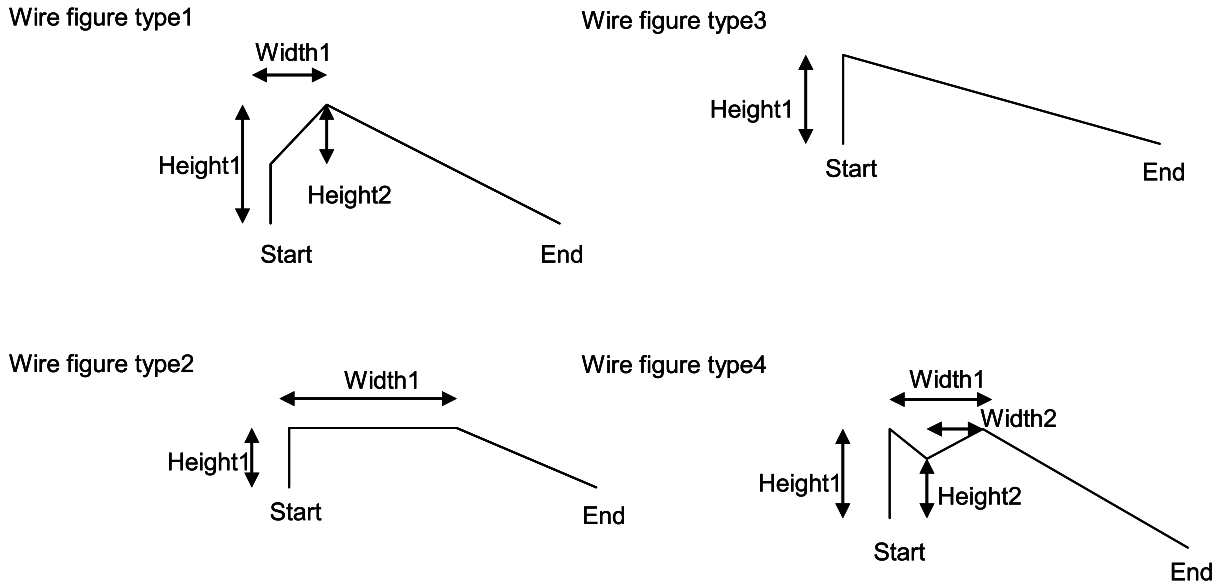 Wire figure type1
Width1
Height1
Height2
Start
End
Wire figure type3
Height1
Start
End
Wire figure type2
Width1
Height1
Start
End
Wire figure type4
Width1
Width2
Height1
Height2
Start
End